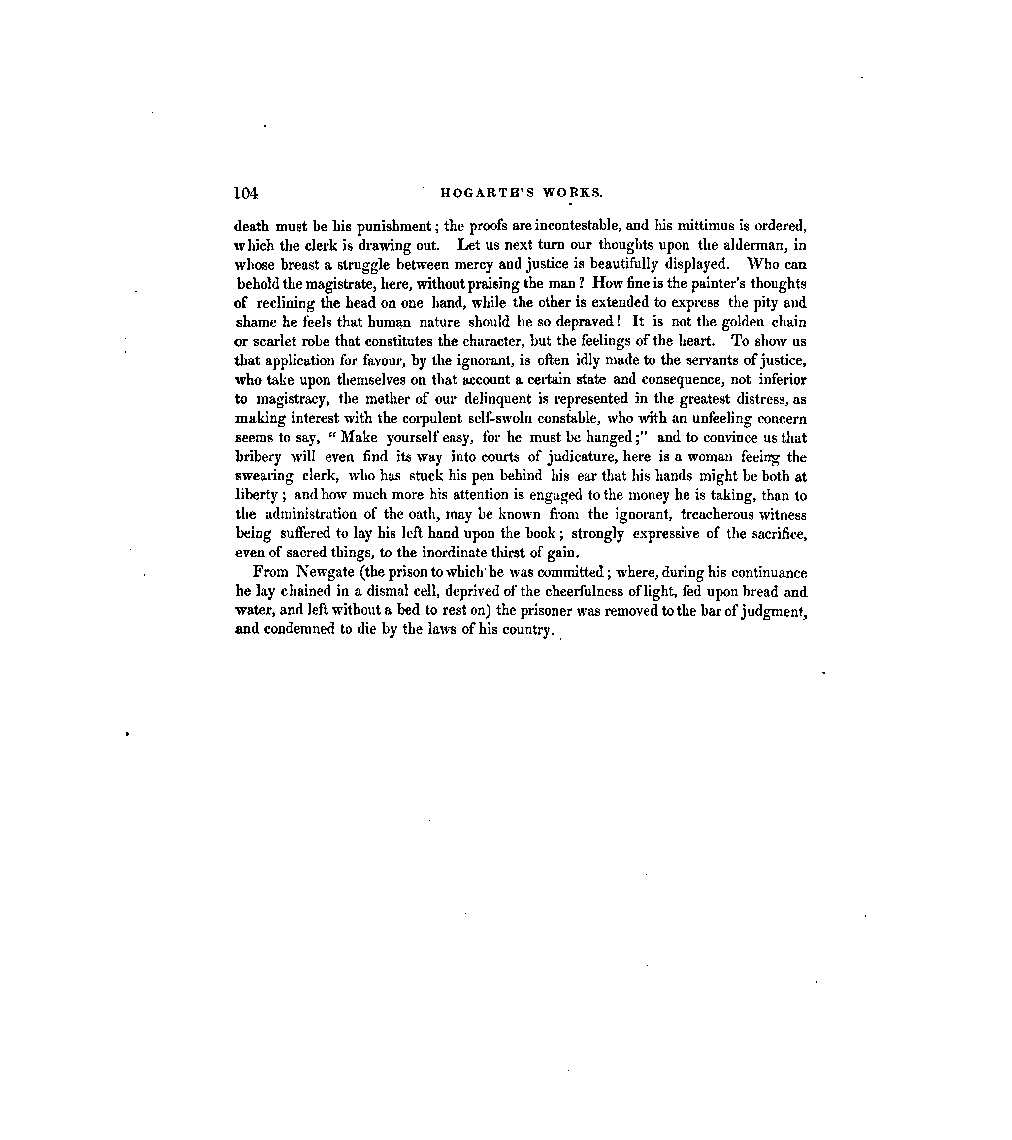 104 HOGARTH'S WORKS.
death must be his punishment; the proofs are incontestable, and his mittimus is ordered,
which the clerk is drawing out. Let us next turn our thoughts upon the alderman, in
whose breast a struggle between mercy and justice is beautifully displayed. Who can
behold the magistrate, here, without praising the man? How fine is the painter's thoughts
of reclining the head on one hand, while the other is extended to express the pity and
shame he feels that human nature should be so depraved! It is not the golden chain
or scarlet robe that constitutes the character, but the feelings of the heart. To show us
that application for favour, by the ignorant, is often idly made to the servants of justice,
who take upon themselves on that account a certain state and consequence, not inferior
to magistracy, the mother of our delinquent is represented in the greatest distress, as
making interest with the corpulent self-swoln constable, who with an unfeeling concern
seems to say, "Make yourself easy, for he must be hanged;" and to convince us that
bribery will even find its way into courts of judicature, here is a woman feeing the
swearing clerk, who has stuck his pen behind his ear that his hands might be both at
liberty; and how much more his attention is engaged to the money he is taking, than to
the administration of the oath, may be known from the ignorant, treacherous witness
being suffered to lay his left hand upon the book; strongly expressive of the sacrifice,
even of sacred things, to the inordinate thirst of gain.
From Newgate (the prison to which he was committed; where, during his continuance
he lay chained in a dismal cell, deprived of the cheerfulness of light, fed upon bread and
water, and left without a bed to rest on) the prisoner was removed to the bar of judgment,
and condemned to die by the laws of his country.